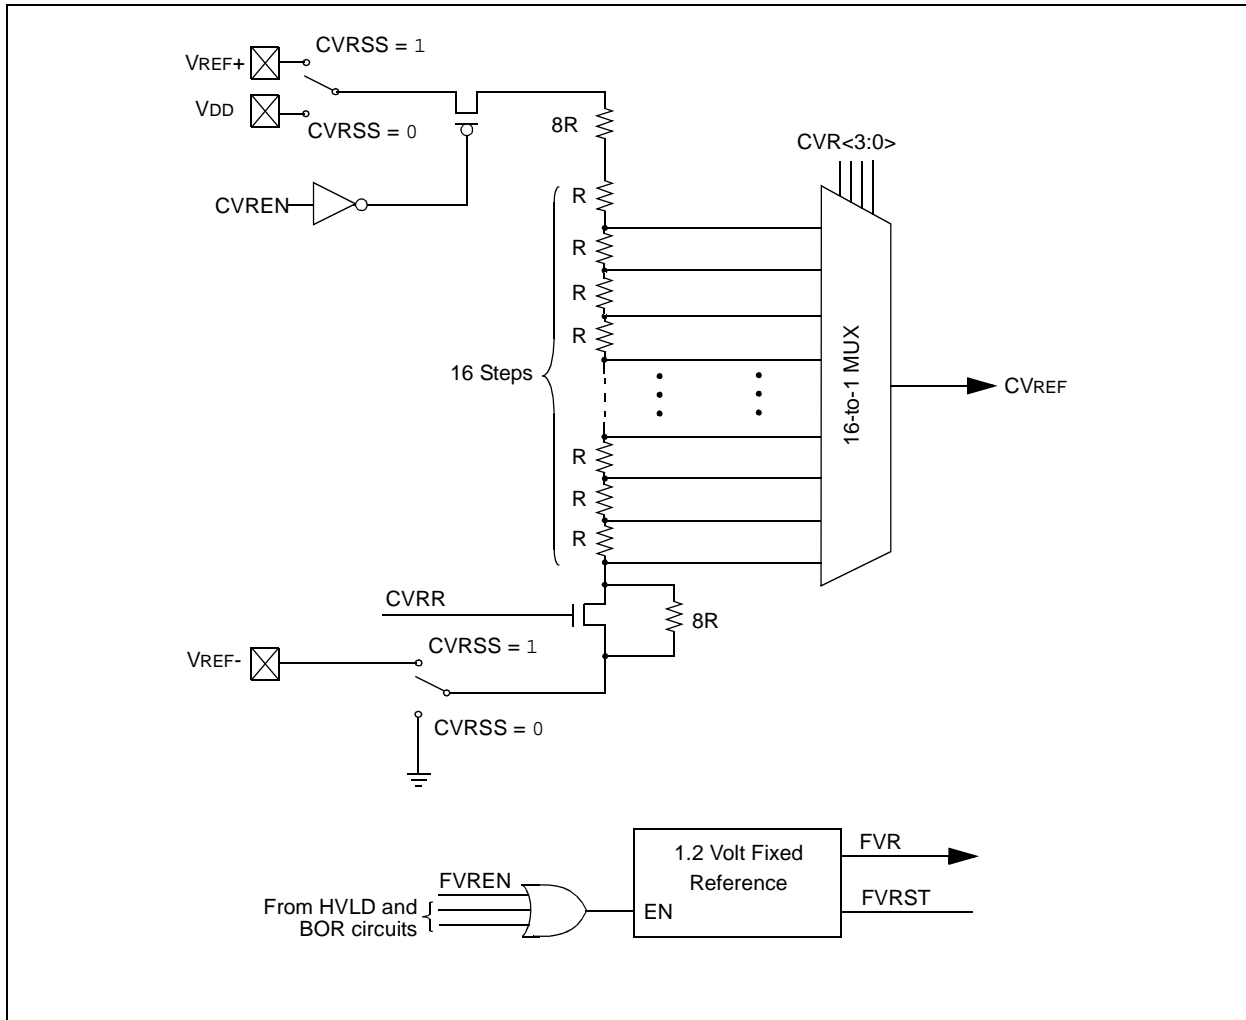 CVRSS = 1
VREF+
VDD
CVRSS = 0
8R
CVREN
CVR<3:0>
R
R
R
R
16 Steps
16-to-1 MUX
CVREF
R
R
R
CVRR
8R
CVRSS = 1
VREF-
CVRSS = 0
1.2 Volt Fixed
Reference
FVR
FVREN
EN
FVRST
From HVLD and
BOR circuits